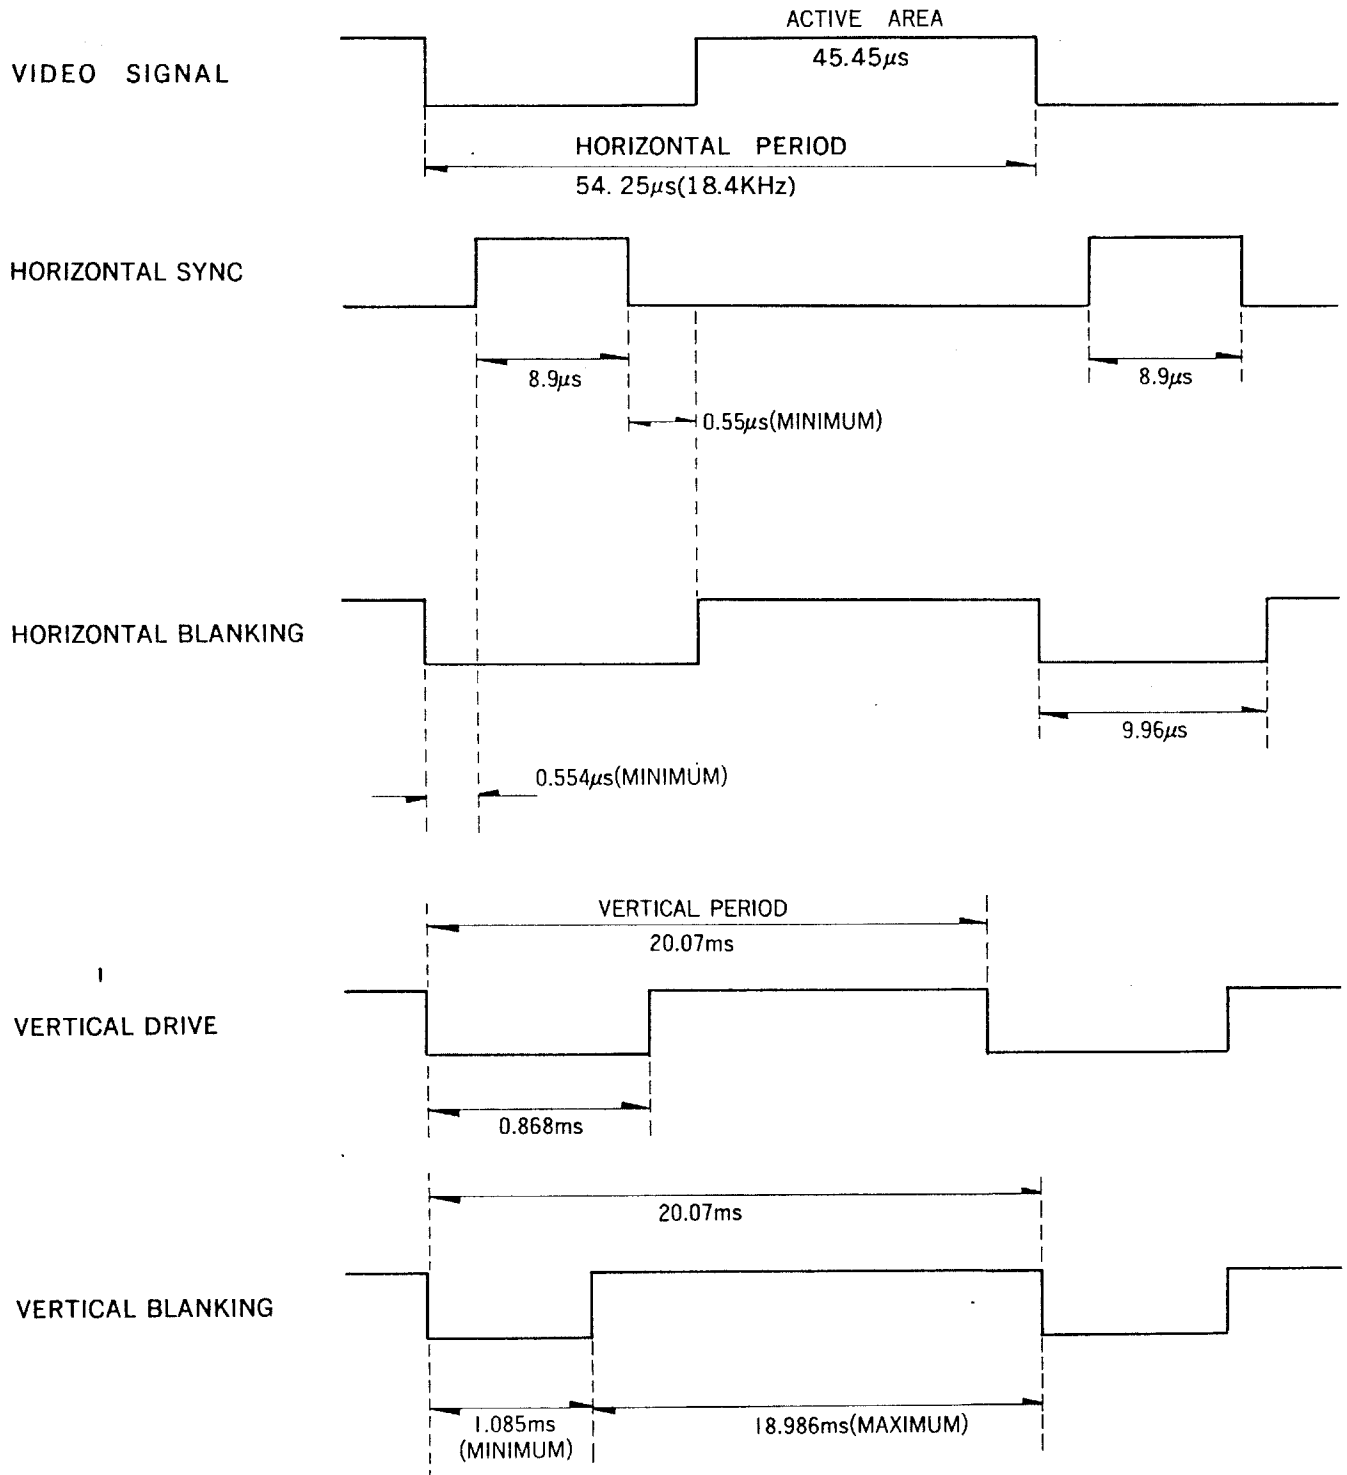 ACTIVE AREA
45.45μs
VIDEO SIGNAL
HORIZONTAL PERIOD
54.25μs(18.4KHz)
HORIZONTAL SYNC
8.9μs
8.9μs
0.55μs(MINIMUM)
HORIZONTAL BLANKING
9.96μs
0.554μs(MINIMUM)
VERTICAL PERIOD
20.07ms
VERTICAL DRIVE
0.868ms
20.07ms
VERTICAL BLANKING
1.085ms
(MINIMUM)
18.986ms(MAXIMUM)